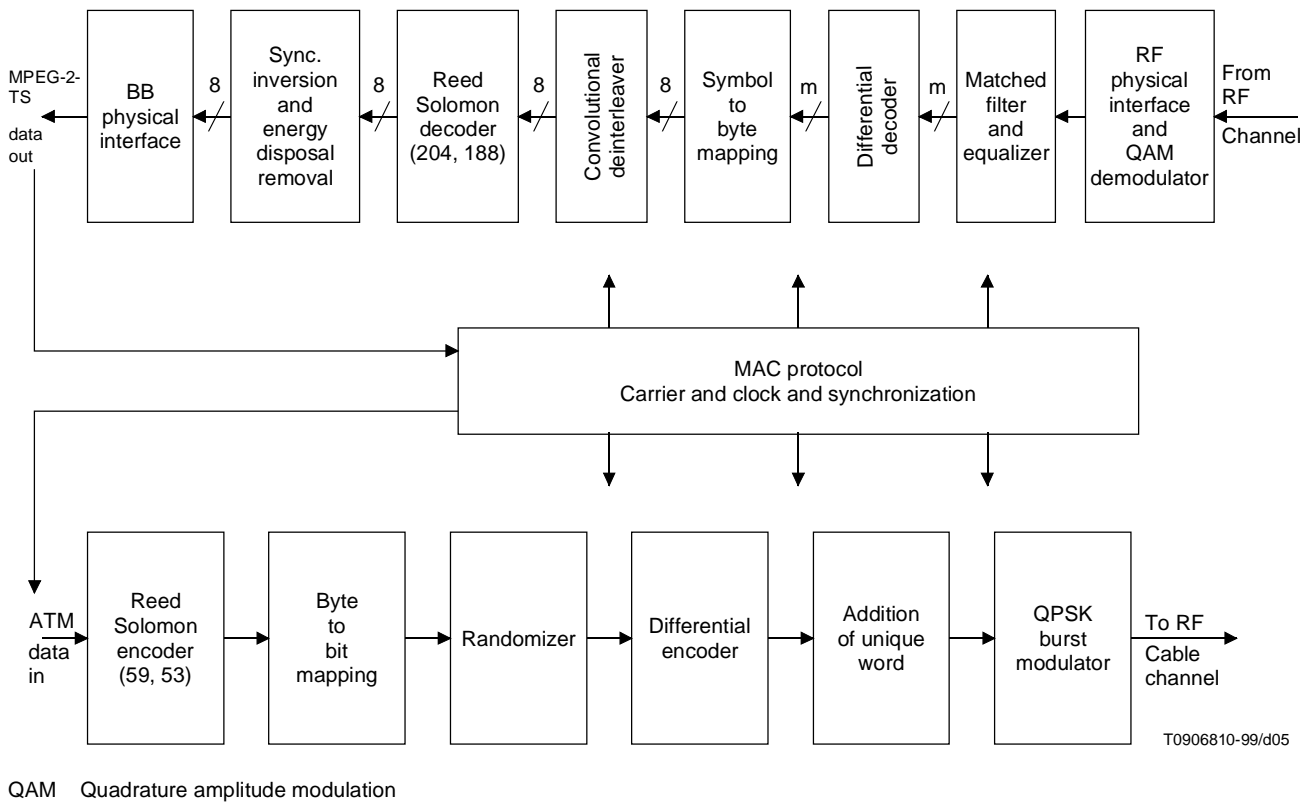 MPEG-2-
TS
data
out
BB
physical
interface
8
Sync.
inversion
and
energy
disposal
removal
8
Reed
Solomon
decoder
(204, 188)
8
Convolutional
deinterleaver
8
Symbol
to
byte
mapping
m
Differential
decoder
m
Matched
filter
and
equalizer
RF
physical
interface
and
QAM
demodulator
From
RF
Channel
MAC protocol
Carrier and clock and synchronization
ATM
data
in
Reed
Solomon
encoder
(59, 53)
Byte
to
bit
mapping
Randomizer
Differential
encoder
Addition
of unique
word
QPSK
burst
modulator
To RF
Cable
channel
T0906810-99/d05
QAM Quadrature amplitude modulation